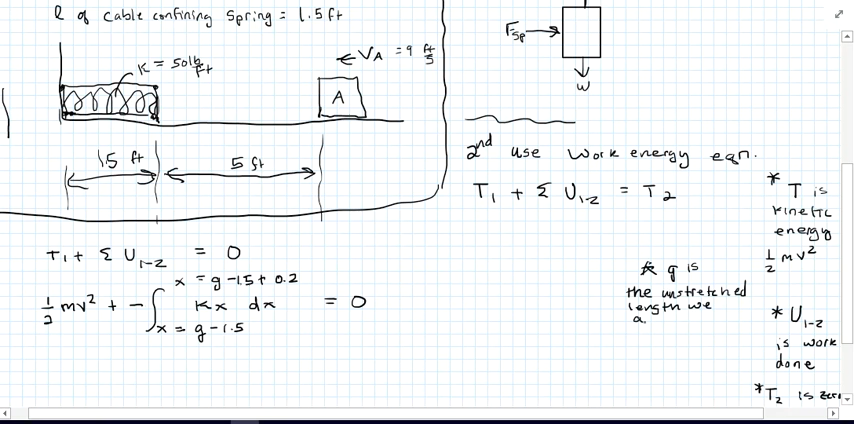 l of cable confining spring = 1.5 ft
K = 50 lb/ft
← VA = 9 ft/s
A
1.5 ft
5 ft
T1 + Σ U1-2 = 0
x = g -1.5 + 0.2
1/2 mv² + - ∫ Kx dx = 0
x = g -1.5
Fsp
W
2nd use work energy eqn.
T1 + Σ U1-2 = T2
* T is
kinetic
energy
1/2 mv²
* g is
the unstretched
length we
a
* U1-2
is work
done
* T2 is zero